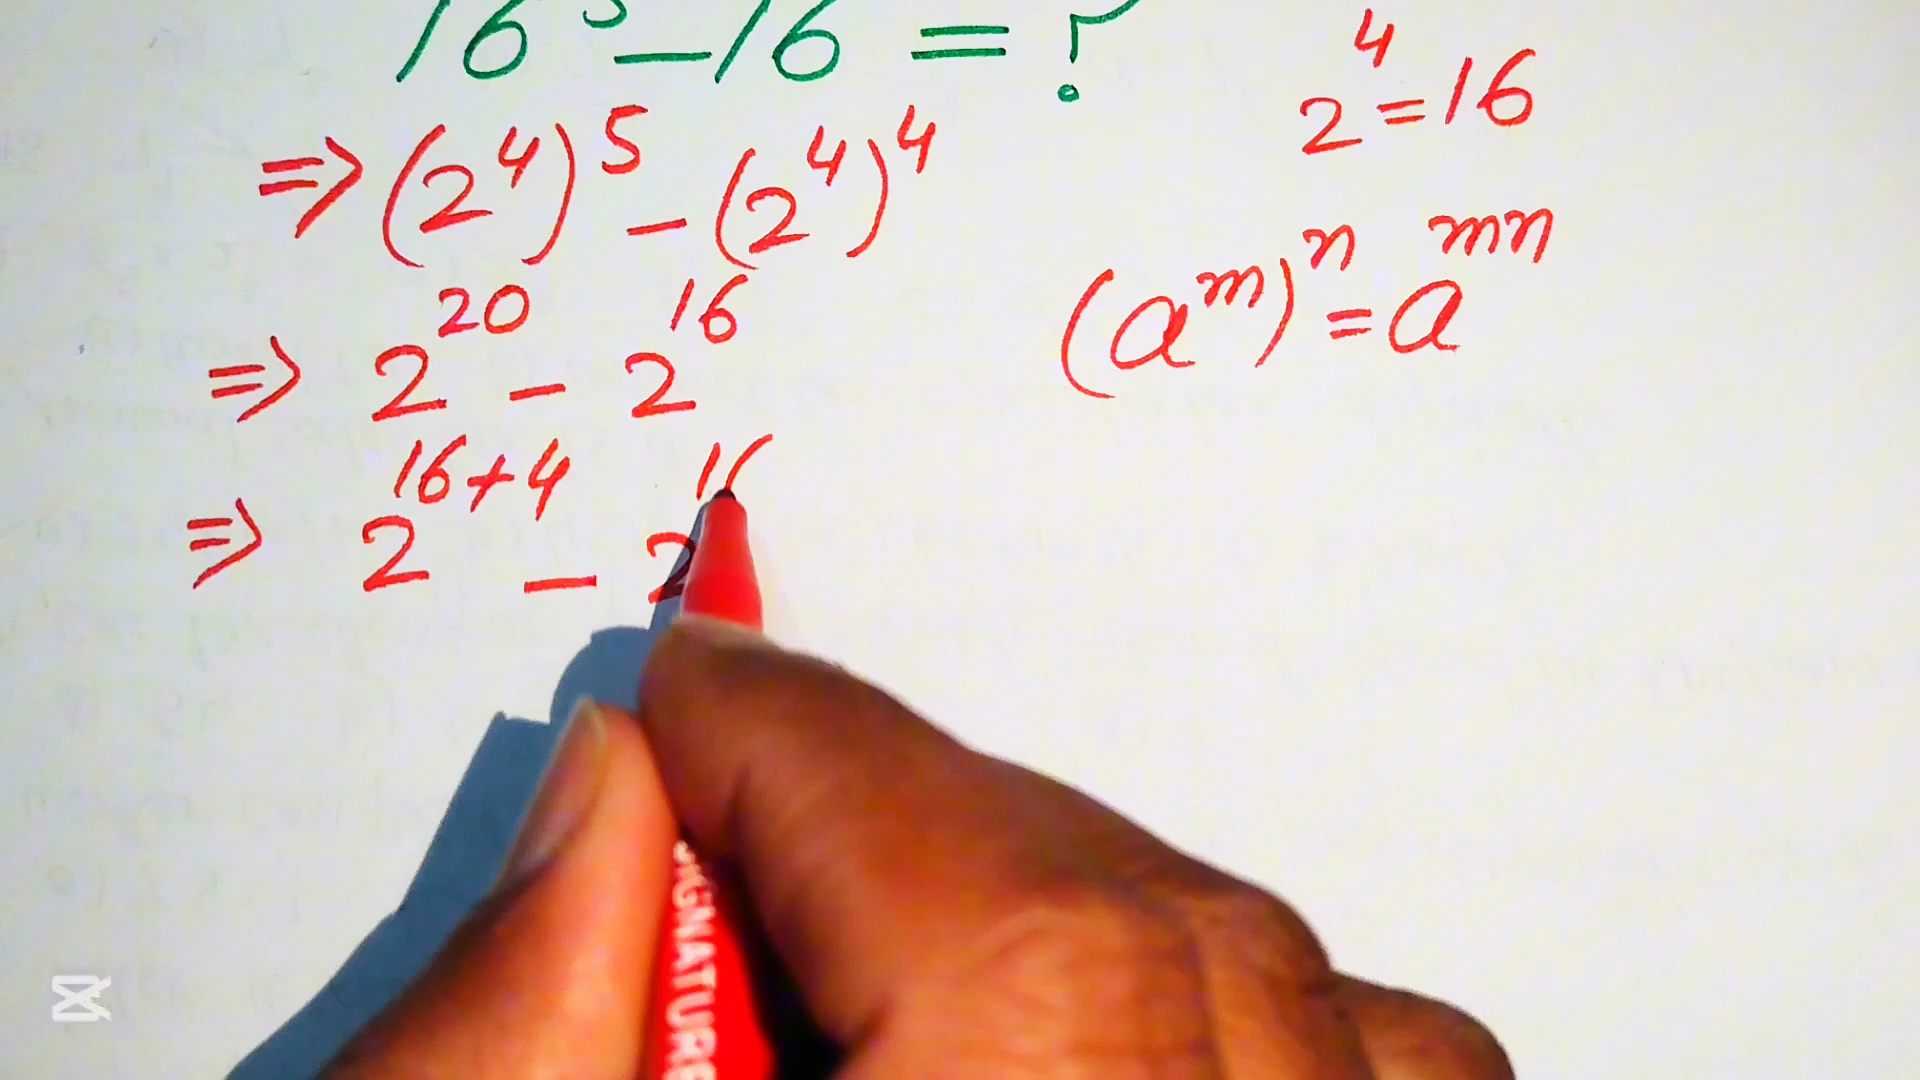 16⁵ – 16 = ?
2⁴ = 16
⇒ (2⁴)⁵ – (2⁴)⁴
(aᵐ)ⁿ = aᵐⁿ
⇒ 2²⁰ – 2¹⁶
⇒ 2¹⁶⁺⁴ – 2¹⁶
SIGNATURE